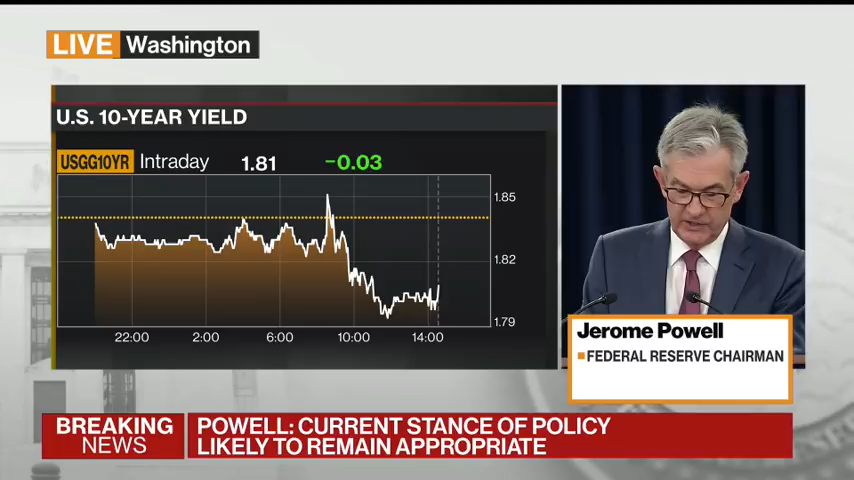 LIVE Washington
U.S. 10-YEAR YIELD
USGG10YR Intraday 1.81 -0.03
1.85
1.82
1.79
22:00 2:00 6:00 10:00 14:00
Jerome Powell
FEDERAL RESERVE CHAIRMAN
BREAKING
NEWS
POWELL: CURRENT STANCE OF POLICY
LIKELY TO REMAIN APPROPRIATE